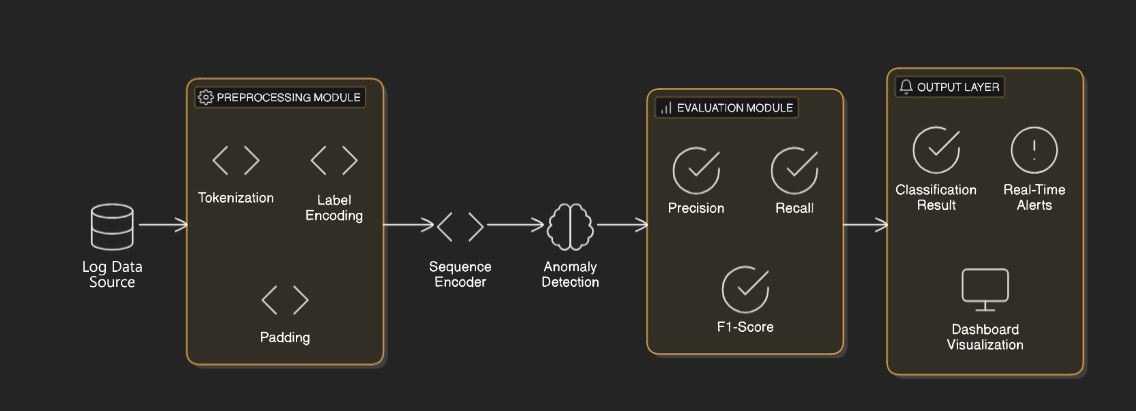 Log Data
Source
PREPROCESSING MODULE
Tokenization
Label
Encoding
Padding
Sequence
Encoder
Anomaly
Detection
EVALUATION MODULE
Precision
Recall
F1-Score
OUTPUT LAYER
Classification
Result
Real-Time
Alerts
Dashboard
Visualization